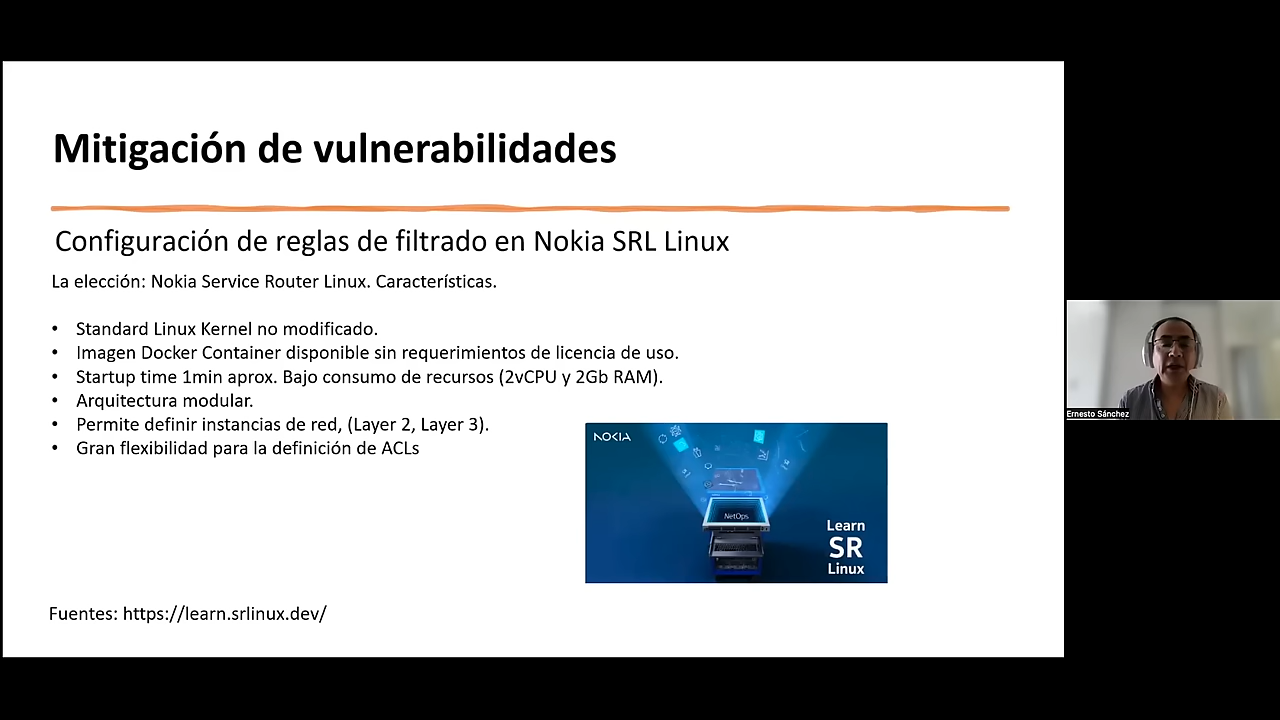 Mitigación de vulnerabilidades
Configuración de reglas de filtrado en Nokia SRL Linux
La elección: Nokia Service Router Linux. Características.
• Standard Linux Kernel no modificado.
• Imagen Docker Container disponible sin requerimientos de licencia de uso.
• Startup time 1min aprox. Bajo consumo de recursos (2vCPU y 2Gb RAM).
• Arquitectura modular.
• Permite definir instancias de red, (Layer 2, Layer 3).
• Gran flexibilidad para la definición de ACLs
NOKIA
NetOps
Learn
SR
Linux
Fuentes: https://learn.srlinux.dev/
Ernesto Sánchez